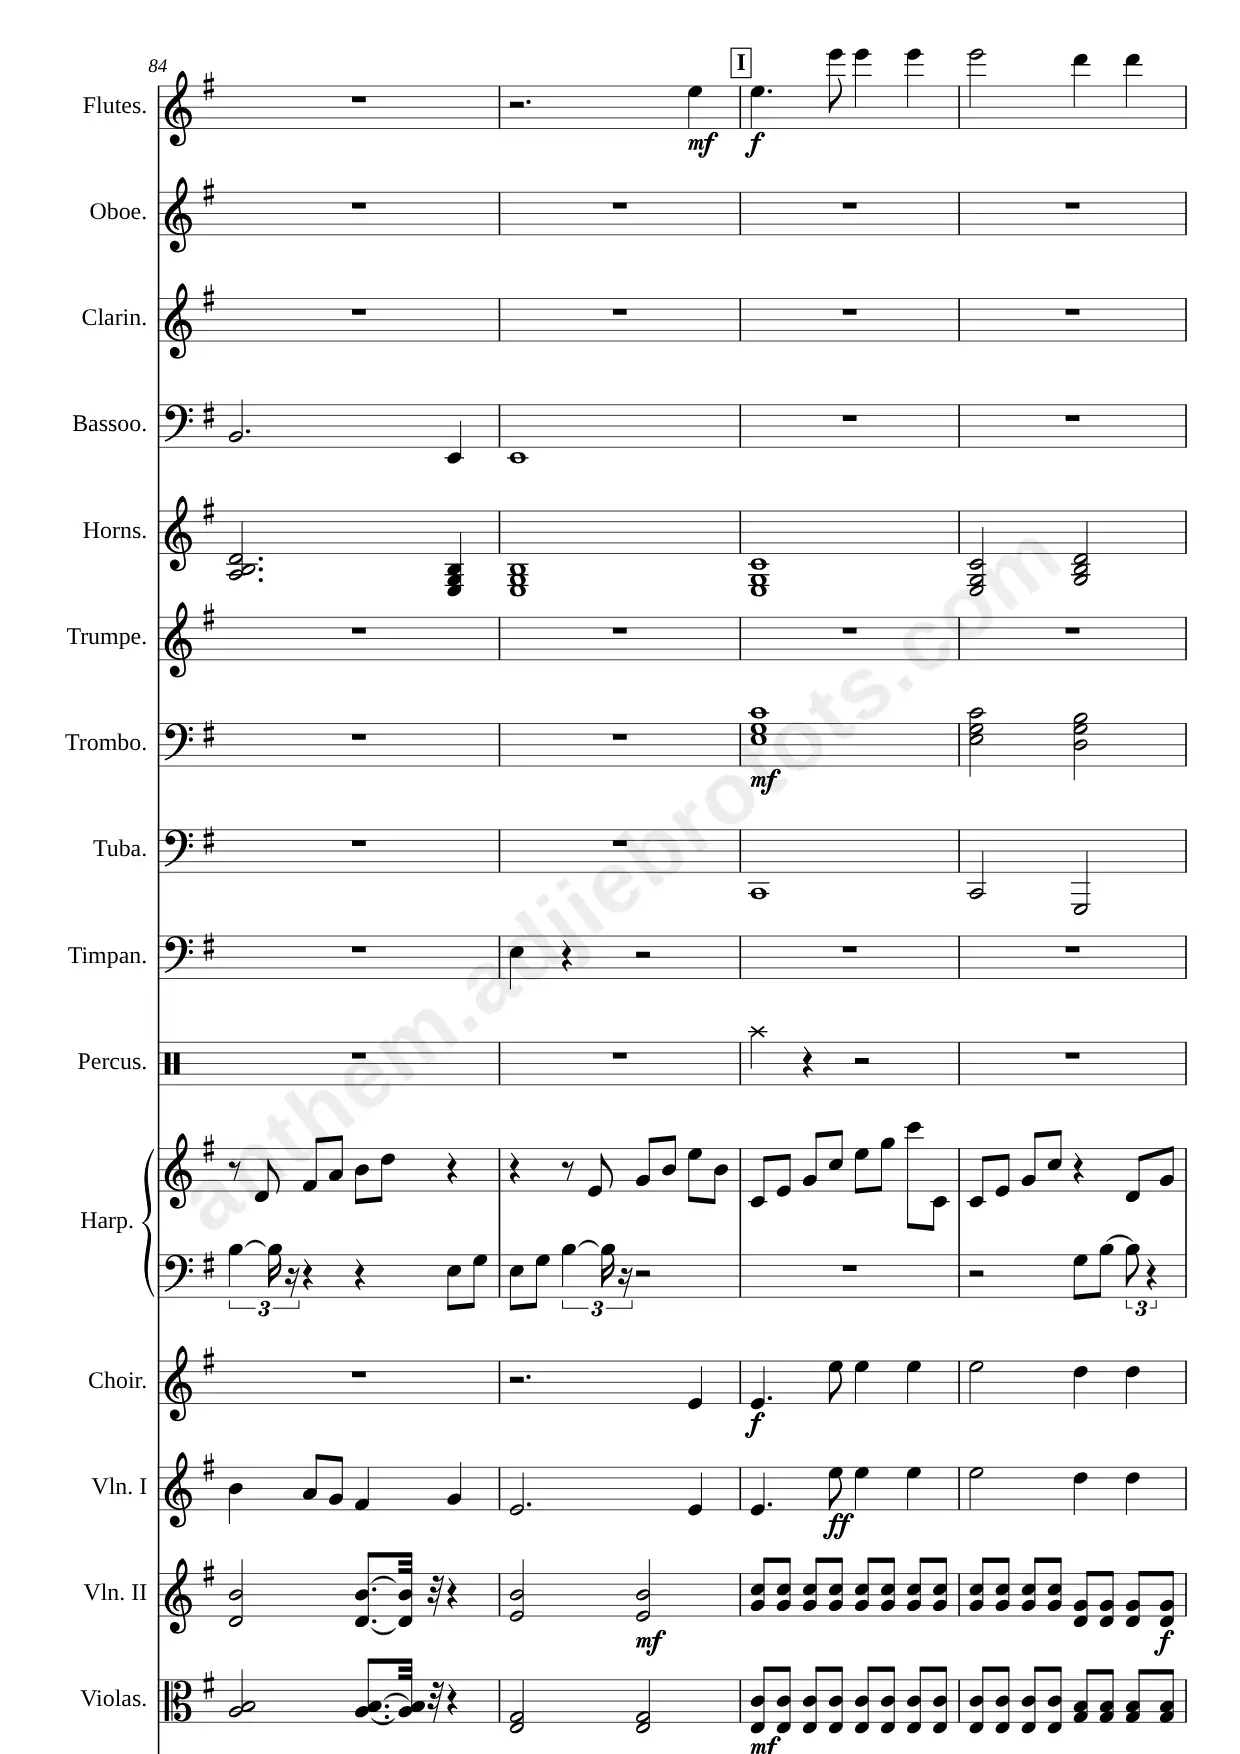 84
I
Flutes.
mf f
Oboe.
Clarin.
Bassoo.
Horns.
Trumpe.
Trombo.
mf
Tuba.
Timpan.
Percus.
Harp.
3 3 3
Choir.
f
Vln. I
ff
Vln. II
mf f
Violas.
mf
anthem.adjiebrotots.com